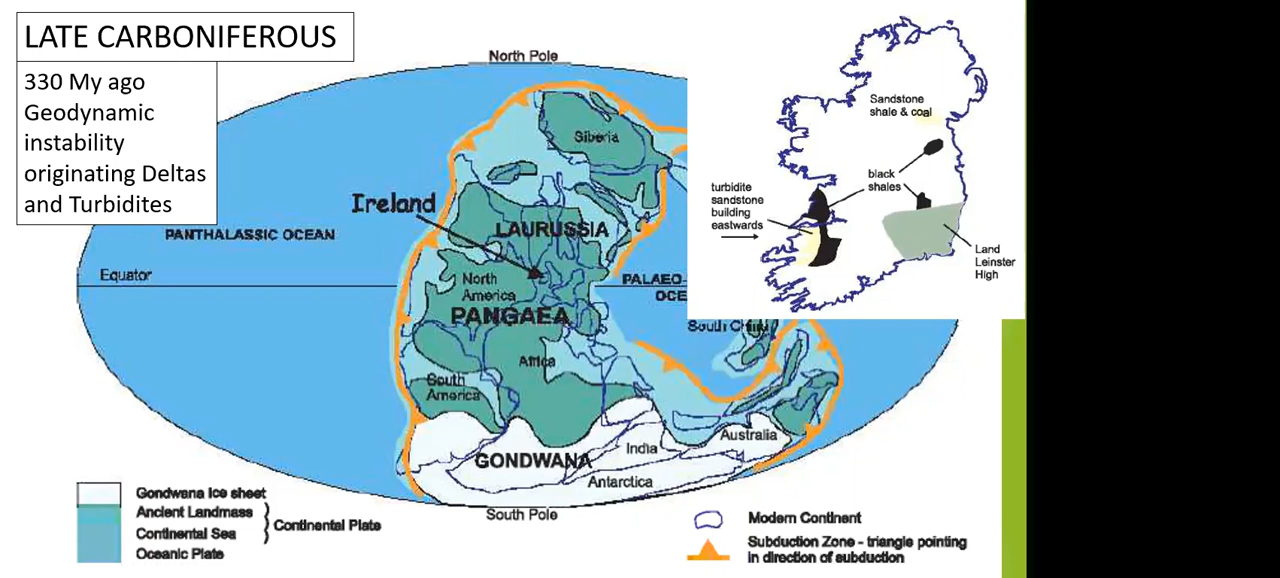 LATE CARBONIFEROUS
330 My ago
Geodynamic
instability
originating Deltas
and Turbidites
North Pole
Siberia
Ireland
LAURUSSIA
PANTHALASSIC OCEAN
Equator
North
America
PALAEO-
OCE
PANGAEA
South China
Africa
South
America
Australia
India
GONDWANA
Antarctica
South Pole
Sandstone
shale & coal
black
shales
turbidite
sandstone
building
eastwards
Land
Leinster
High
Gondwana Ice sheet
Ancient Landmass
Continental Sea
Continental Plate
Oceanic Plate
Modern Continent
Subduction Zone - triangle pointing
in direction of subduction